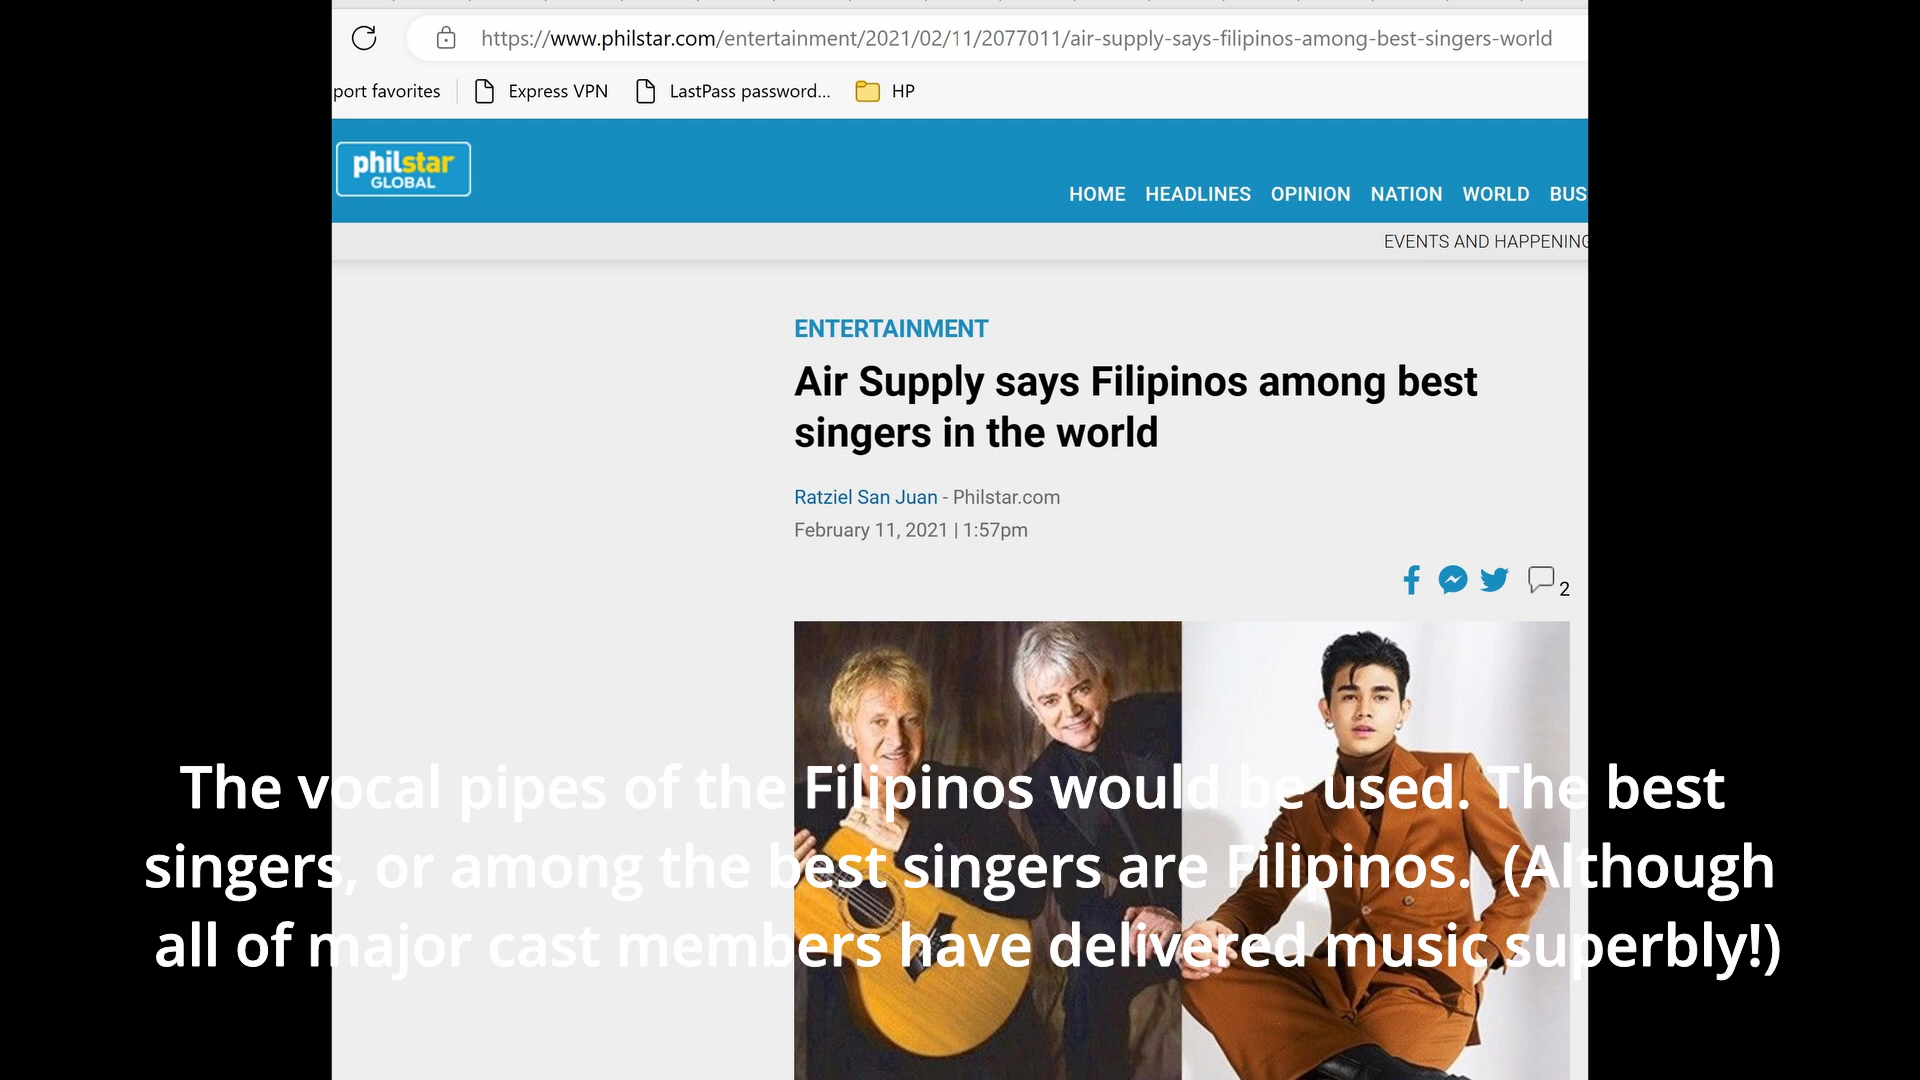 https://www.philstar.com/entertainment/2021/02/11/2077011/air-supply-says-filipinos-among-best-singers-world
port favorites
Express VPN
LastPass password...
HP
philstar
GLOBAL
HOME HEADLINES OPINION NATION WORLD BUS
EVENTS AND HAPPENING
ENTERTAINMENT
Air Supply says Filipinos among best
singers in the world
Ratziel San Juan - Philstar.com
February 11, 2021 | 1:57pm
2
The vocal pipes of the Filipinos would be used. The best
singers, or among the best singers are Filipinos. (Although
all of major cast members have delivered music superbly!)